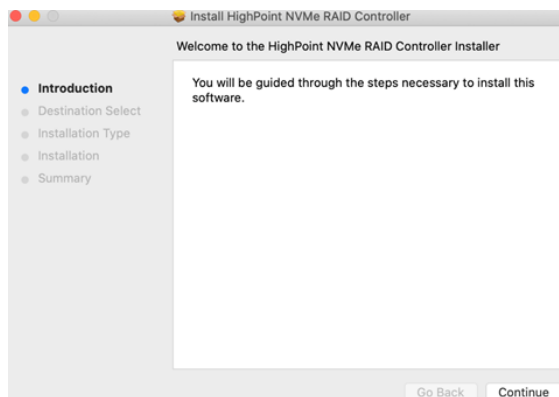 Install HighPoint NVMe RAID Controller
Welcome to the HighPoint NVMe RAID Controller Installer
Introduction
Destination Select
Installation Type
Installation
Summary
You will be guided through the steps necessary to install this
software.
Go Back
Continue